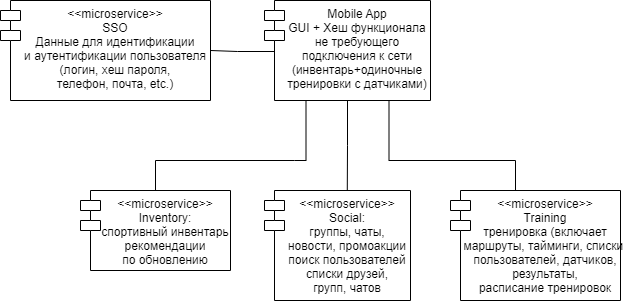 <<microservice>>
SSO
Данные для идентификации
и аутентификации пользователя
(логин, хеш пароля,
телефон, почта, etc.)
Mobile App
GUI + Хеш функционала
не требующего
подключения к сети
(инвентарь+одиночные
тренировки с датчиками)
<<microservice>>
Inventory:
спортивный инвентарь
рекомендации
по обновлению
<<microservice>>
Social:
группы, чаты,
новости, промоакции
поиск пользователей
списки друзей,
групп, чатов
<<microservice>>
Training
тренировка (включает
маршруты, тайминги, списки
пользователей, датчиков,
результаты,
расписание тренировок